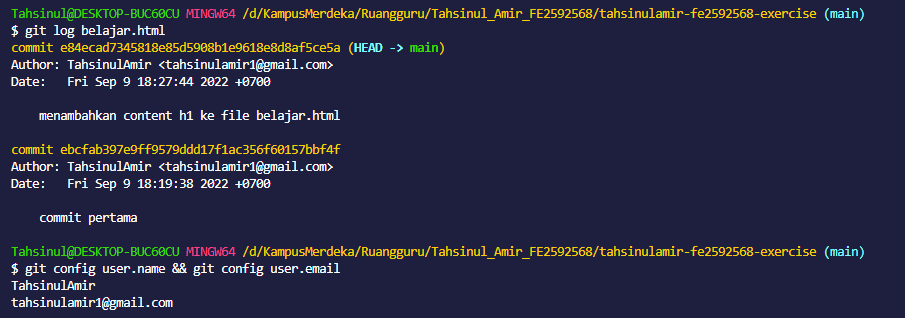 Tahsinul@DESKTOP-BUC60CU MINGW64 /d/KampusMerdeka/Ruangguru/Tahsinul_Amir_FE2592568/tahsinulamir-fe2592568-exercise (main)
$ git log belajar.html
commit e84ecad7345818e85d5908b1e9618e8d8af5ce5a (HEAD -> main)
Author: TahsinulAmir <tahsinulamir1@gmail.com>
Date:   Fri Sep 9 18:27:44 2022 +0700
    menambahkan content h1 ke file belajar.html
commit ebcfab397e9ff9579ddd17f1ac356f60157bbf4f
Author: TahsinulAmir <tahsinulamir1@gmail.com>
Date:   Fri Sep 9 18:19:38 2022 +0700
    commit pertama
Tahsinul@DESKTOP-BUC60CU MINGW64 /d/KampusMerdeka/Ruangguru/Tahsinul_Amir_FE2592568/tahsinulamir-fe2592568-exercise (main)
$ git config user.name && git config user.email
TahsinulAmir
tahsinulamir1@gmail.com